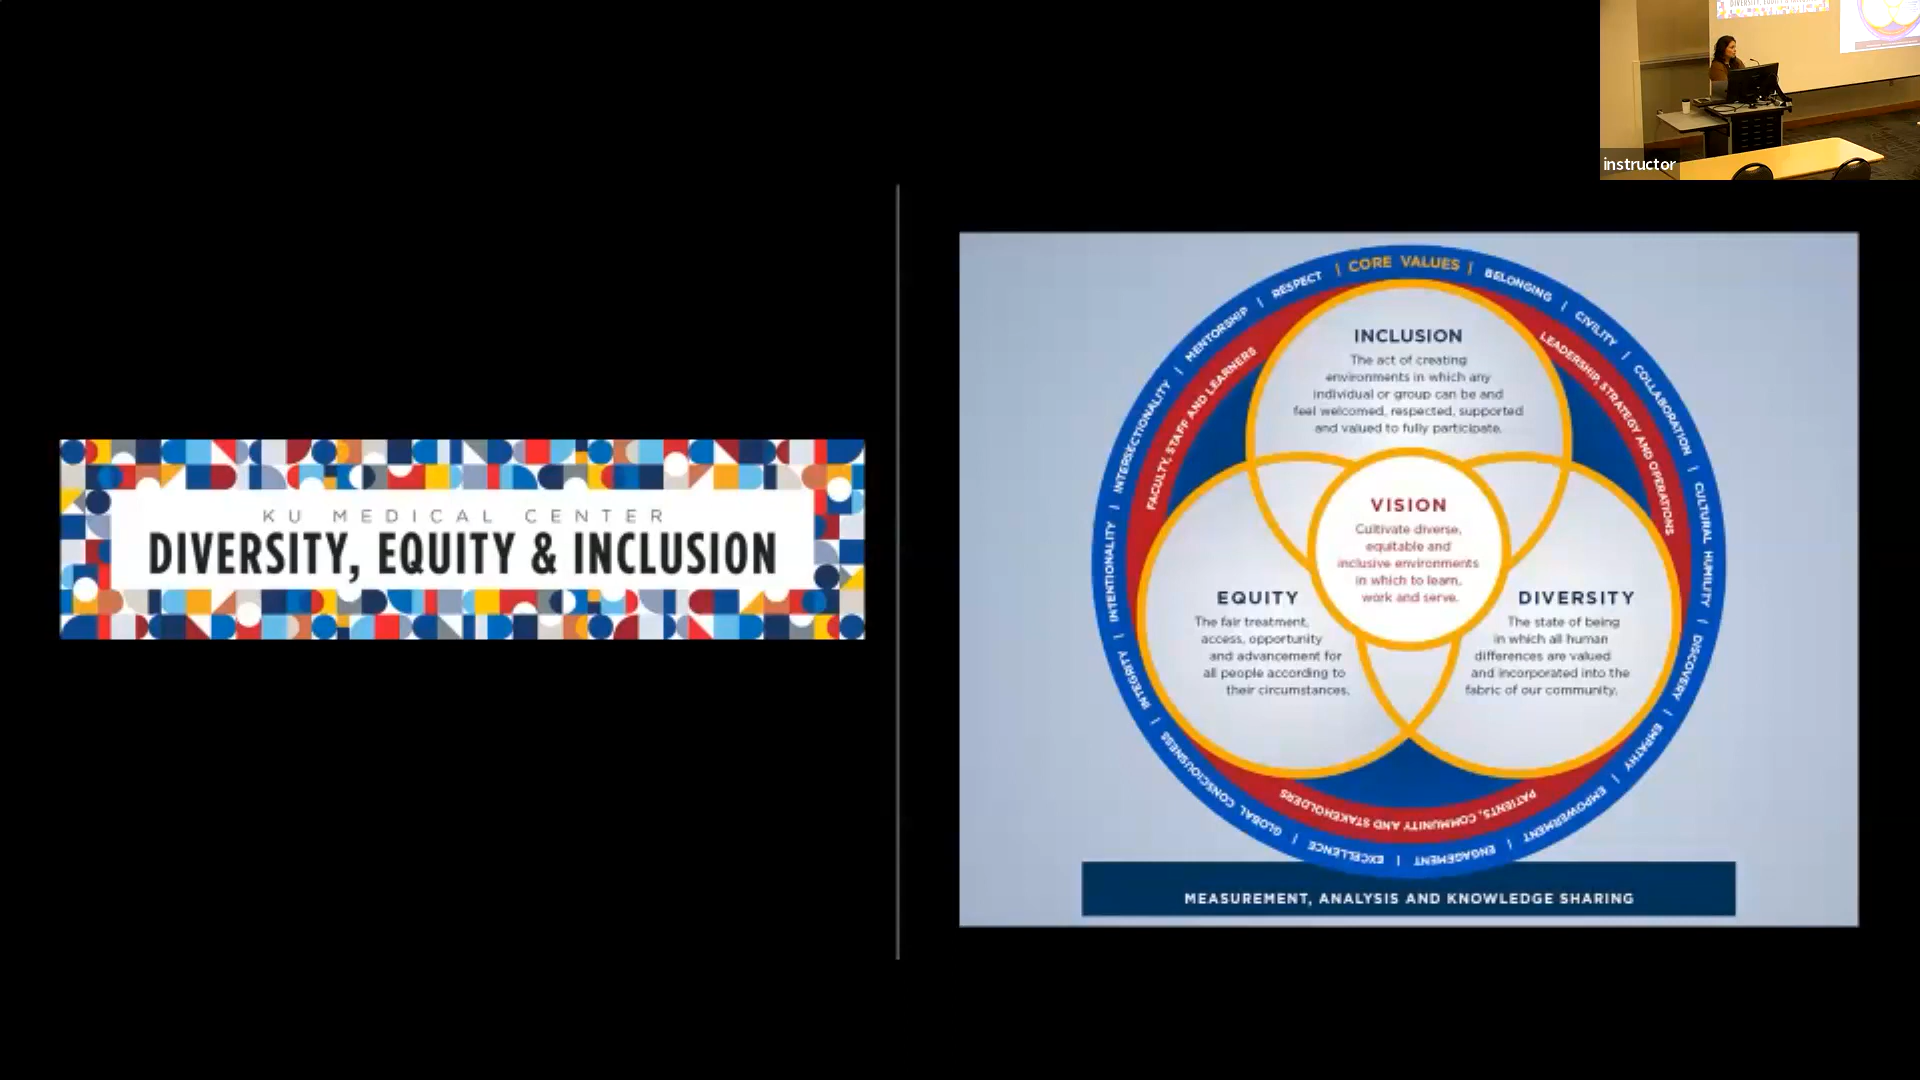 instructor
KU MEDICAL CENTER
DIVERSITY, EQUITY & INCLUSION
| CORE VALUES |
BELONGING | CIVILITY | COLLABORATION | CULTURAL HUMILITY | DISCOVERY | EMPATHY | EMPOWERMENT | ENGAGEMENT | EXCELLENCE | GLOBAL CONSCIOUSNESS | INTEGRITY | INTENTIONALITY | INTERSECTIONALITY | MENTORSHIP | RESPECT
FACULTY, STAFF AND LEARNERS
LEADERSHIP, STRATEGY AND OPERATIONS
PATIENTS, COMMUNITY AND STAKEHOLDERS
INCLUSION
The act of creating
environments in which any
individual or group can be and
feel welcomed, respected, supported
and valued to fully participate.
VISION
Cultivate diverse,
equitable and
inclusive environments
in which to learn,
work and serve.
EQUITY
The fair treatment,
access, opportunity
and advancement for
all people according to
their circumstances.
DIVERSITY
The state of being
in which all human
differences are valued
and incorporated into the
fabric of our community.
MEASUREMENT, ANALYSIS AND KNOWLEDGE SHARING